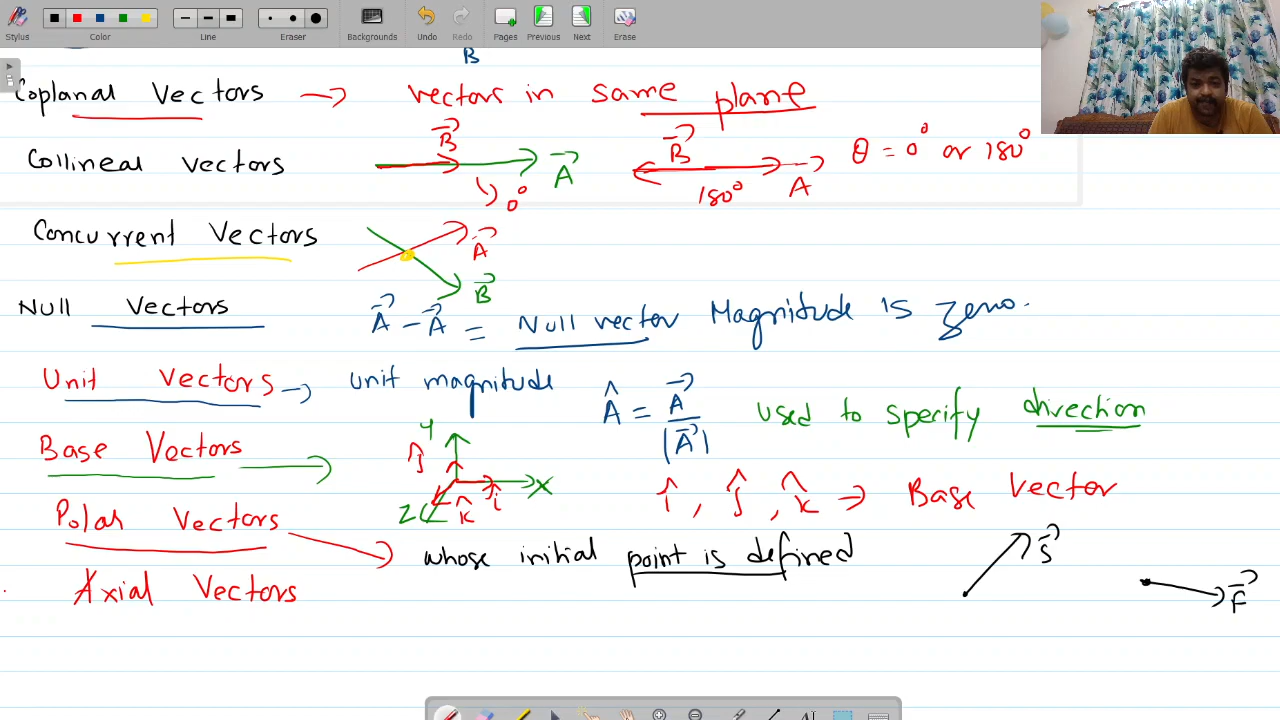 Stylus Color Line Eraser Backgrounds Undo Redo Pages Previous Next Erase
B
Coplanal Vectors → vectors in same plane
Collineal vectors B A 0° B 180° A θ = 0° or 180°
Concurrent Vectors A B
Null Vectors A - A = Null vector Magnitude is zero.
Unit Vectors → unit magnitude Â = A / |A| used to specify direction
Base Vectors → y ĵ x î z k̂ î, ĵ, k̂ → Base Vector
Polar Vectors → whose initial point is defined S F
Axial Vectors